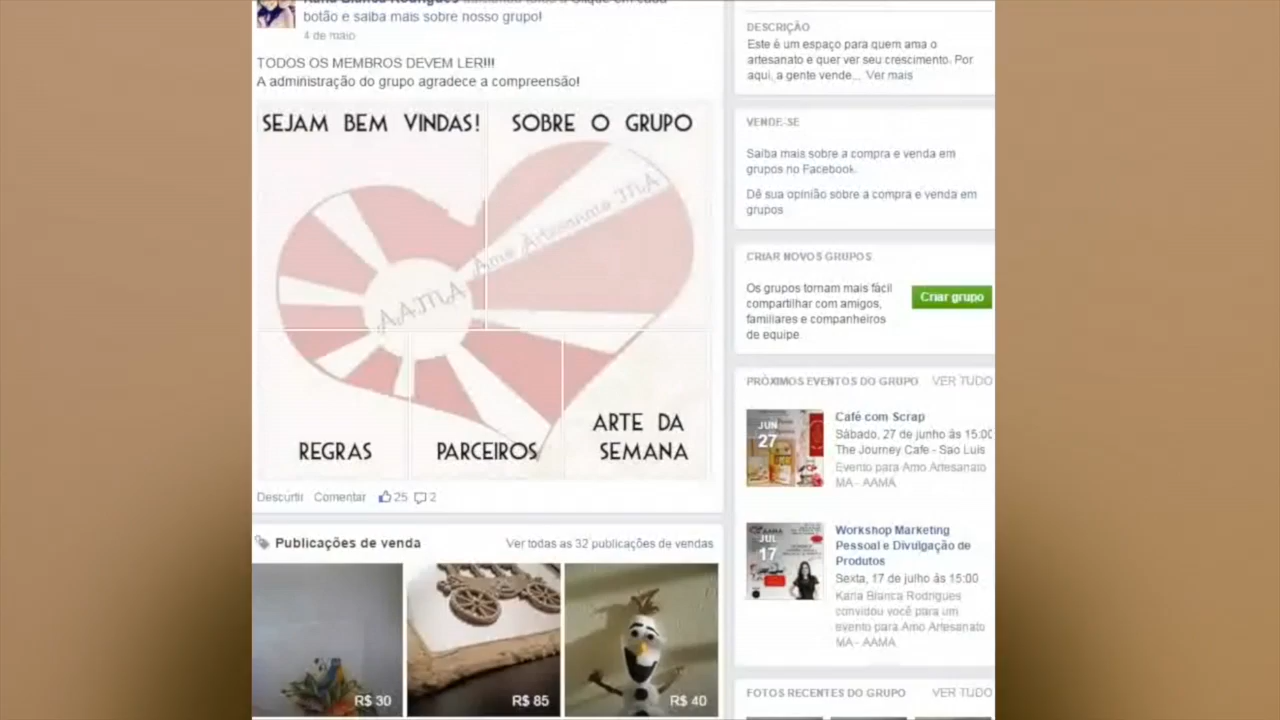 Karla Bianca Rodrigues
botão e saiba mais sobre nosso grupo!
4 de maio
TODOS OS MEMBROS DEVEM LER!!!
A administração do grupo agradece a compreensão!
SEJAM BEM VINDAS!
SOBRE O GRUPO
AAMA Amo Artesanato MA
REGRAS
PARCEIROS
ARTE DA
SEMANA
Descurtir Comentar 25 2
Publicações de venda
Ver todas as 32 publicações de vendas
R$ 30
R$ 85
R$ 40
DESCRIÇÃO
Este é um espaço para quem ama o
artesanato e quer ver seu crescimento. Por
aqui, a gente vende... Ver mais
VENDE-SE
Saiba mais sobre a compra e venda em
grupos no Facebook.
Dê sua opinião sobre a compra e venda em
grupos
CRIAR NOVOS GRUPOS
Os grupos tornam mais fácil
compartilhar com amigos,
familiares e companheiros
de equipe.
Criar grupo
PRÓXIMOS EVENTOS DO GRUPO VER TUDO
JUN
27
Café com Scrap
Sábado, 27 de junho às 15:00
The Journey Cafe - Sao Luis
Evento para Amo Artesanato
MA - AAMA
JUL
17
Workshop Marketing
Pessoal e Divulgação de
Produtos
Sexta, 17 de julho às 15:00
Karla Bianca Rodrigues
convidou você para um
evento para Amo Artesanato
MA - AAMA
FOTOS RECENTES DO GRUPO VER TUDO